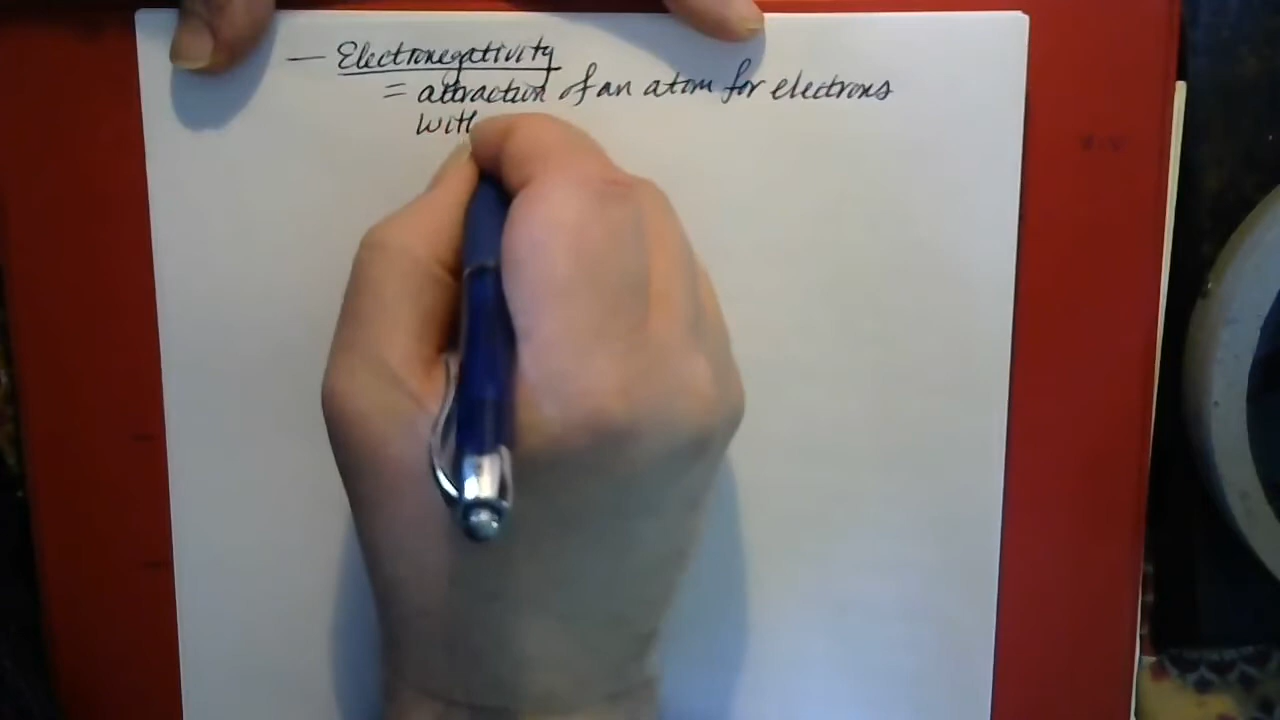 — Electronegativity
= attraction of an atom for electrons
with